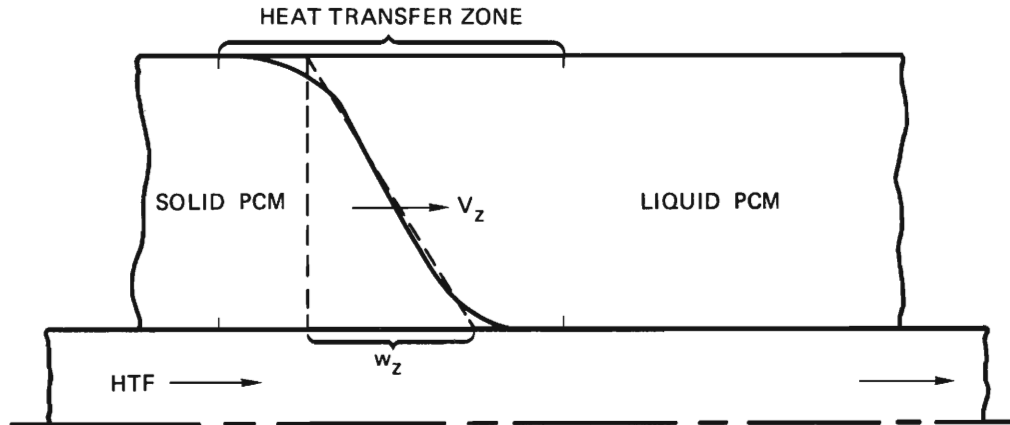 HEAT TRANSFER ZONE
SOLID PCM
V_z
LIQUID PCM
w_z
HTF